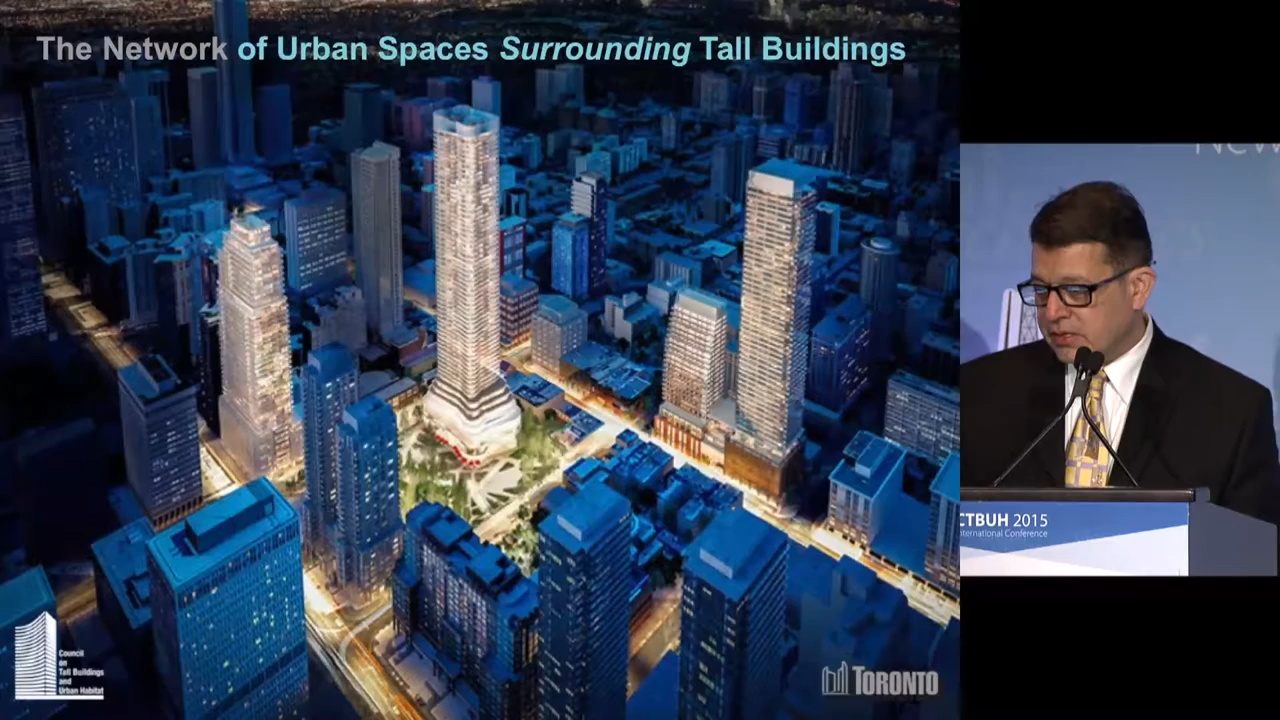 The Network of Urban Spaces Surrounding Tall Buildings
New
CTBUH 2015
International Conference
Council
on
Tall Buildings
and
Urban Habitat
TORONTO